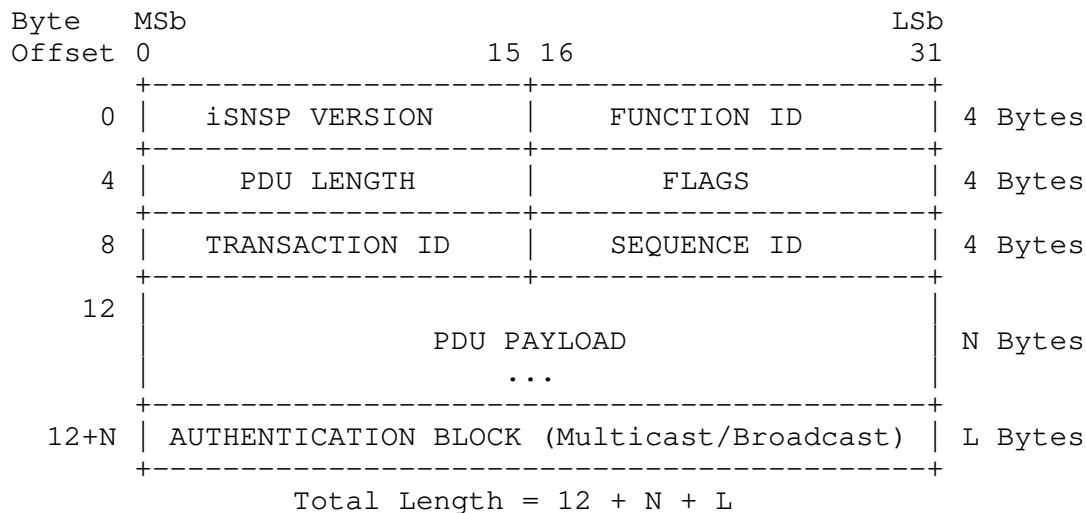 Byte MSb LSb
Offset 0 15 16 31
0 iSNSP VERSION FUNCTION ID 4 Bytes
4 PDU LENGTH FLAGS 4 Bytes
8 TRANSACTION ID SEQUENCE ID 4 Bytes
12
PDU PAYLOAD N Bytes
...
12+N AUTHENTICATION BLOCK (Multicast/Broadcast) L Bytes
Total Length = 12 + N + L